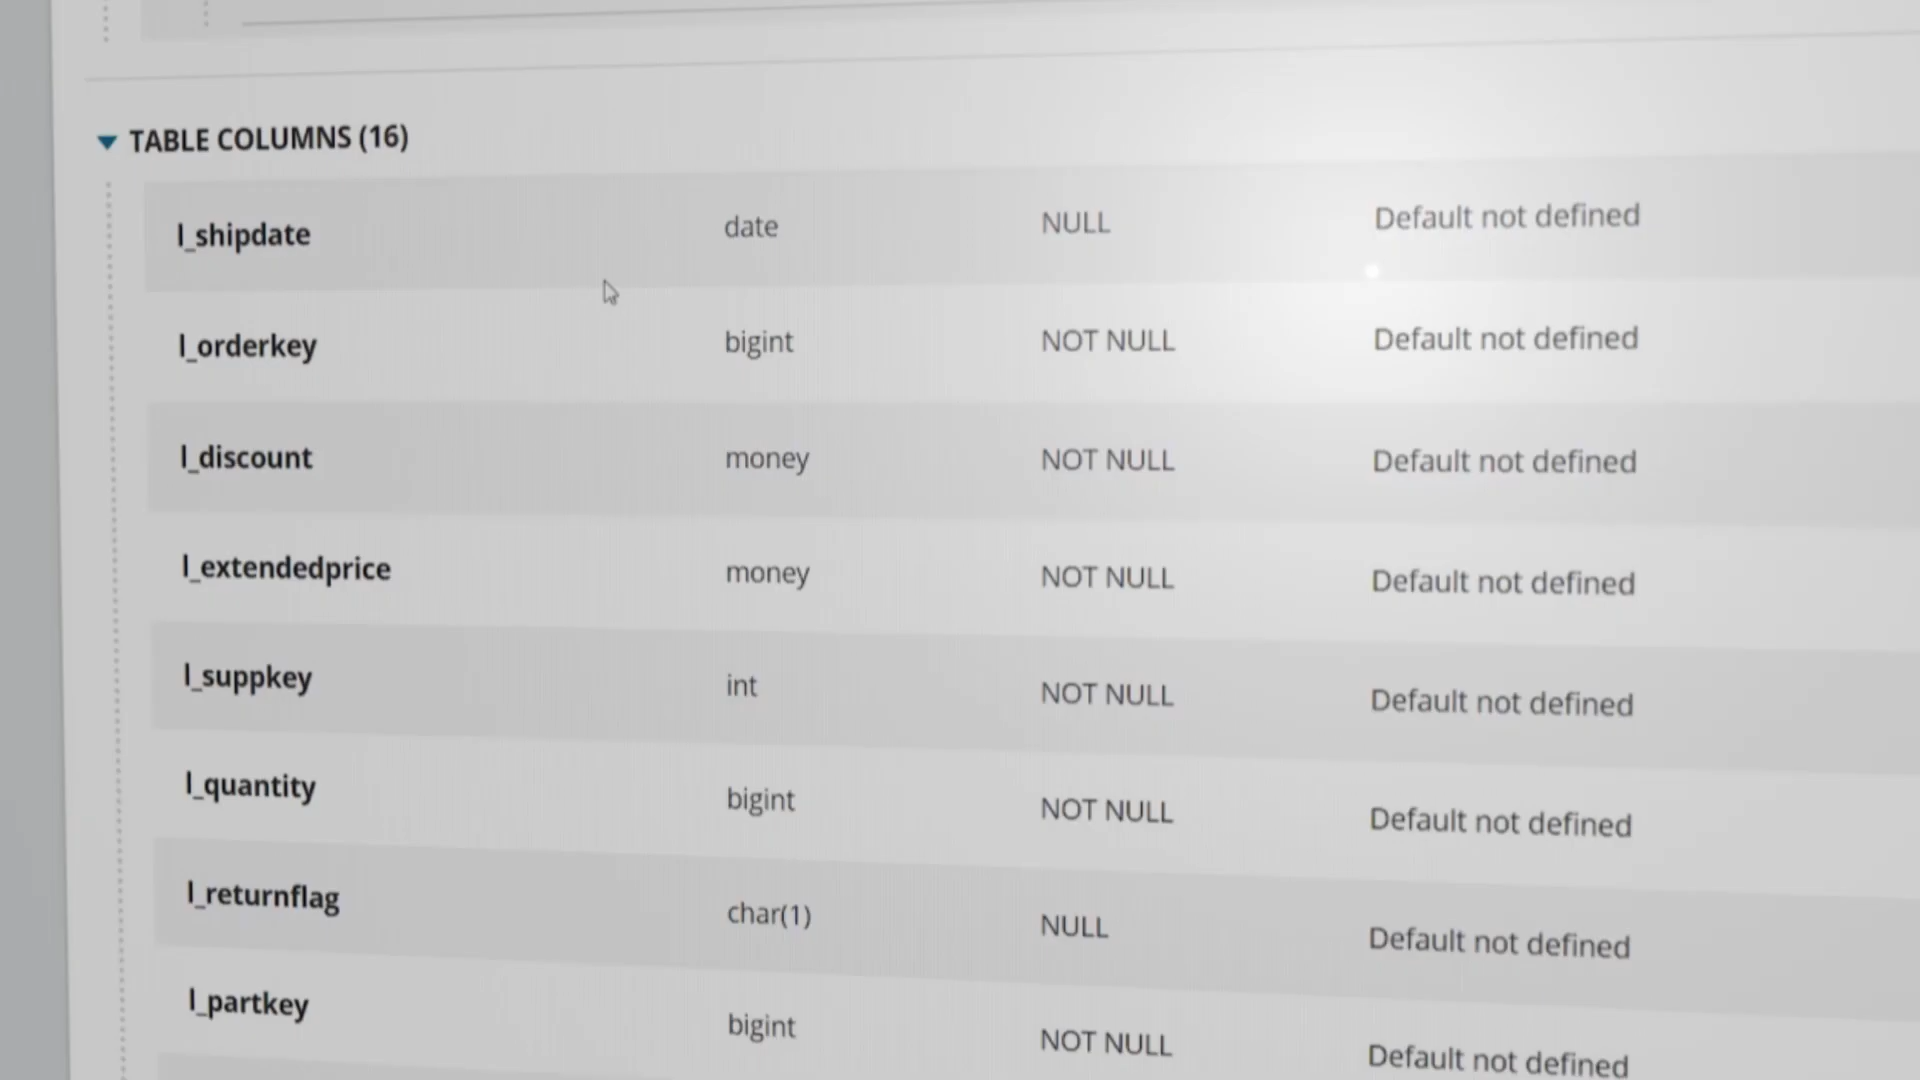 TABLE COLUMNS (16)
l_shipdate date NULL Default not defined
l_orderkey bigint NOT NULL Default not defined
l_discount money NOT NULL Default not defined
l_extendedprice money NOT NULL Default not defined
l_suppkey int NOT NULL Default not defined
l_quantity bigint NOT NULL Default not defined
l_returnflag char(1) NULL Default not defined
l_partkey bigint NOT NULL Default not defined